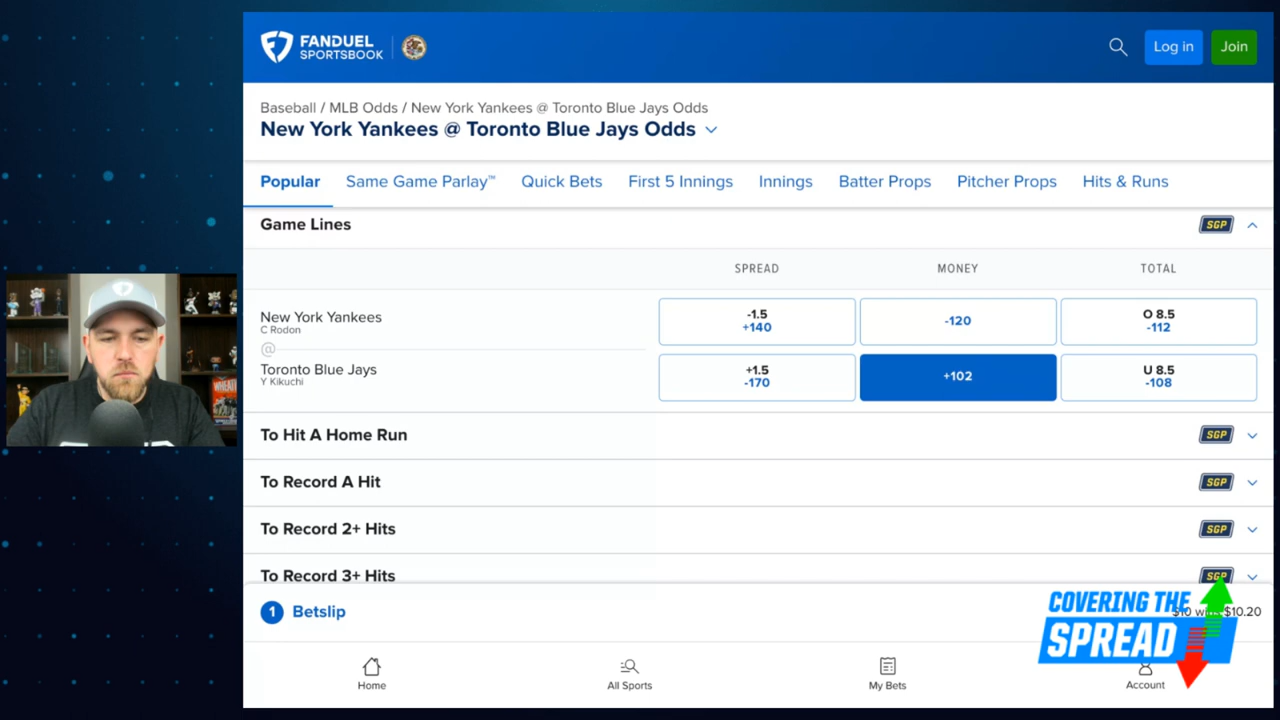 FANDUEL
SPORTSBOOK
Log in
Join
Baseball / MLB Odds / New York Yankees @ Toronto Blue Jays Odds
New York Yankees @ Toronto Blue Jays Odds
Popular
Same Game Parlay™
Quick Bets
First 5 Innings
Innings
Batter Props
Pitcher Props
Hits & Runs
Game Lines
SGP
SPREAD
MONEY
TOTAL
New York Yankees
C Rodon
-1.5
+140
-120
O 8.5
-112
@
Toronto Blue Jays
Y Kikuchi
+1.5
-170
+102
U 8.5
-108
To Hit A Home Run
SGP
To Record A Hit
SGP
To Record 2+ Hits
SGP
To Record 3+ Hits
SGP
1 Betslip
$10 $10.20
COVERING THE
SPREAD
Home
All Sports
My Bets
Account